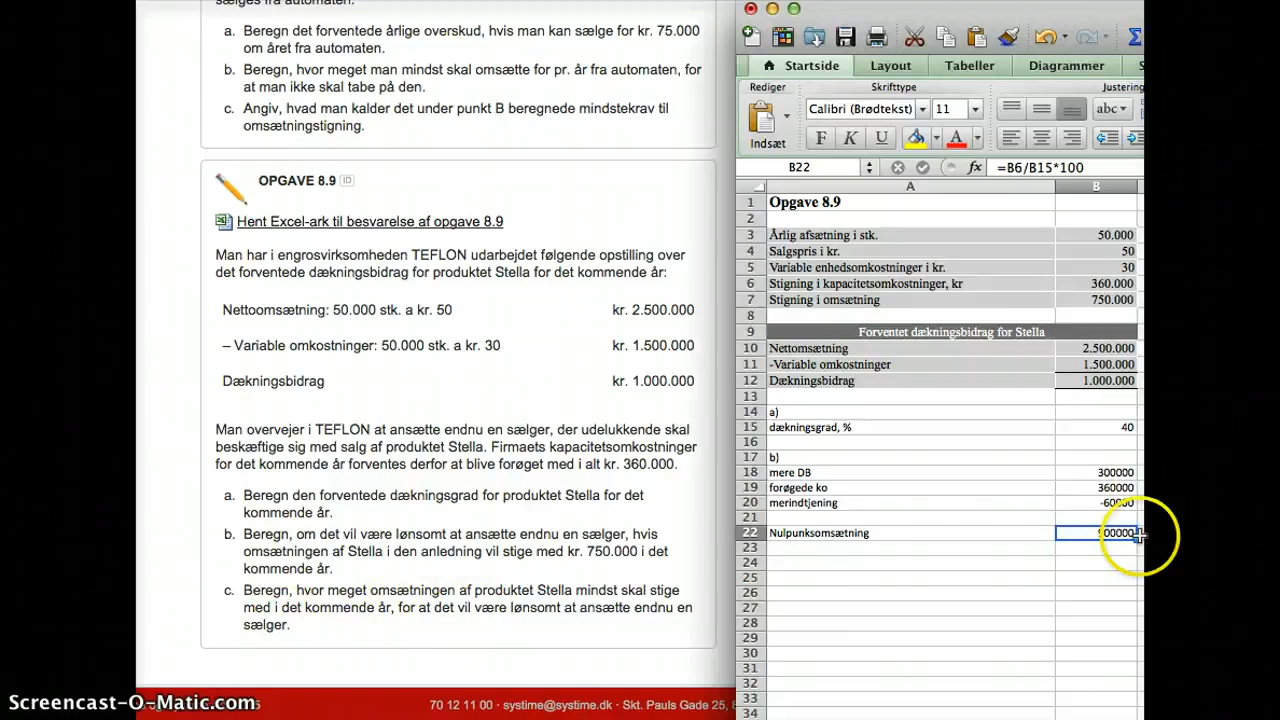 sælges fra automaten.
a. Beregn det forventede årlige overskud, hvis man kan sælge for kr. 75.000
om året fra automaten.
b. Beregn, hvor meget man mindst skal omsætte for pr. år fra automaten, for
at man ikke skal tabe på den.
c. Angiv, hvad man kalder det under punkt B beregnede mindstekrav til
omsætningstigning.
OPGAVE 8.9 ID
Hent Excel-ark til besvarelse af opgave 8.9
Man har i engrosvirksomheden TEFLON udarbejdet følgende opstilling over
det forventede dækningsbidrag for produktet Stella for det kommende år:
Nettoomsætning: 50.000 stk. a kr. 50 kr. 2.500.000
– Variable omkostninger: 50.000 stk. a kr. 30 kr. 1.500.000
Dækningsbidrag kr. 1.000.000
Man overvejer i TEFLON at ansætte endnu en sælger, der udelukkende skal
beskæftige sig med salg af produktet Stella. Firmaets kapacitetsomkostninger
for det kommende år forventes derfor at blive forøget med i alt kr. 360.000.
a. Beregn den forventede dækningsgrad for produktet Stella for det
kommende år.
b. Beregn, om det vil være lønsomt at ansætte endnu en sælger, hvis
omsætningen af Stella i den anledning vil stige med kr. 750.000 i det
kommende år.
c. Beregn, hvor meget omsætningen af produktet Stella mindst skal stige
med i det kommende år, for at det vil være lønsomt at ansætte endnu en
sælger.
70 12 11 00 · systime@systime.dk · Skt. Pauls Gade 25, 8
Screencast-O-Matic.com
Startside Layout Tabeller Diagrammer
Rediger Skrifttype Justering
Calibri (Brødtekst) 11 abc
Indsæt F K U A
B22 fx =B6/B15*100
A B
1 Opgave 8.9
2
3 Årlig afsætning i stk. 50.000
4 Salgspris i kr. 50
5 Variable enhedsomkostninger i kr. 30
6 Stigning i kapacitetsomkostninger, kr 360.000
7 Stigning i omsætning 750.000
8
9 Forventet dækningsbidrag for Stella
10 Nettomsætning 2.500.000
11 -Variable omkostninger 1.500.000
12 Dækningsbidrag 1.000.000
13
14 a)
15 dækningsgrad, % 40
16
17 b)
18 mere DB 300000
19 forøgede ko 360000
20 merindtjening -60000
21
22 Nulpunksomsætning 900000
23
24
25
26
27
28
29
30
31
32
33
34